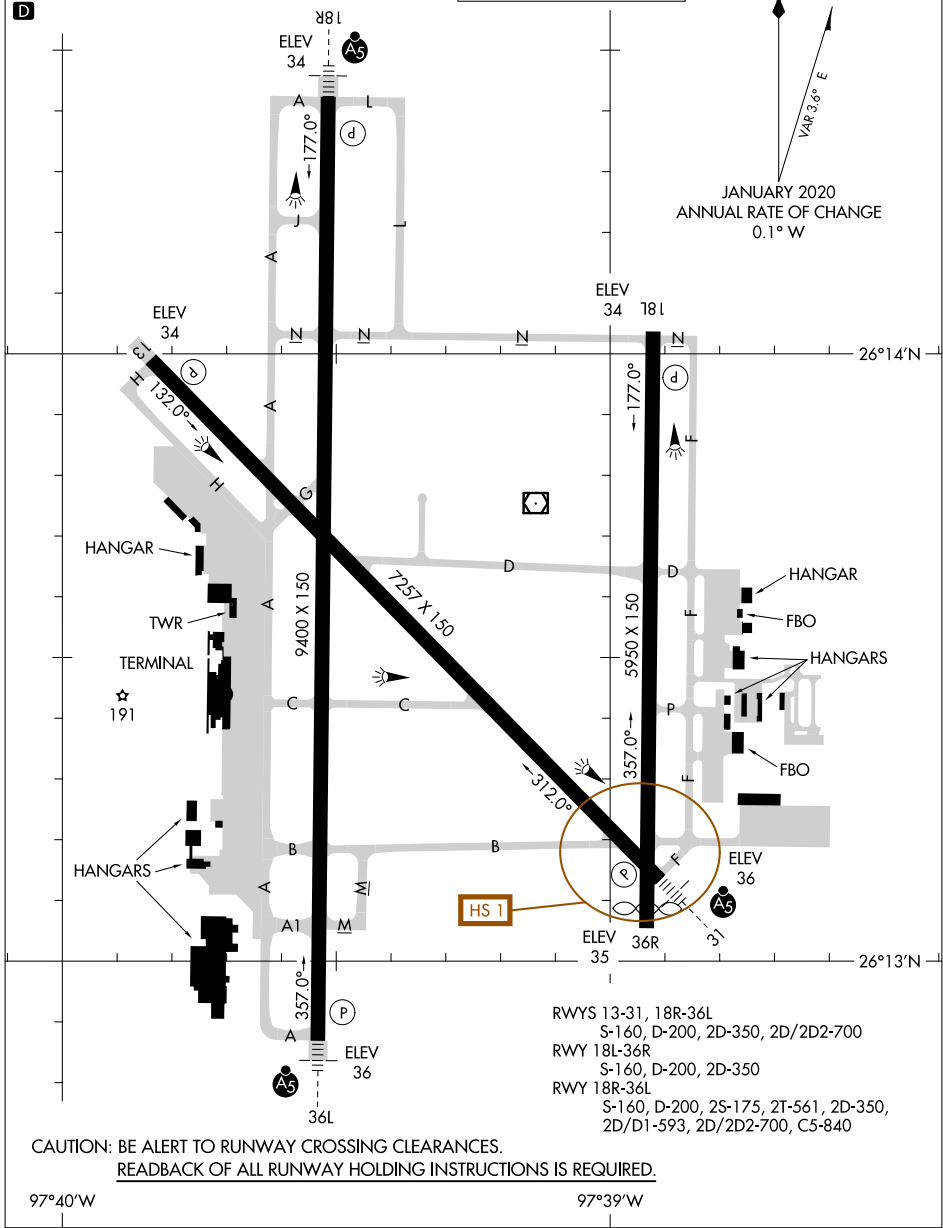 D
18R
ELEV
34
A5
VAR 3.6° E
JANUARY 2020
ANNUAL RATE OF CHANGE
0.1° W
A
L
177.0°
P
J
L
A
ELEV
34
18L
ELEV
34
N
N
N
N
13
P
P
26°14'N
H
132.0°
177.0°
A
F
G
H
HANGAR
D
D
HANGAR
TWR
A
9400 X 150
7257 X 150
5950 X 150
F
FBO
TERMINAL
HANGARS
191
C
C
P
357.0°
F
FBO
312.0°
HANGARS
B
B
P
F
ELEV
36
A
M
A5
HS 1
A1
M
31
ELEV
35
36R
26°13'N
357.0°
P
A
ELEV
36
A5
36L
RWYS 13-31, 18R-36L
S-160, D-200, 2D-350, 2D/2D2-700
RWY 18L-36R
S-160, D-200, 2D-350
RWY 18R-36L
S-160, D-200, 2S-175, 2T-561, 2D-350,
2D/D1-593, 2D/2D2-700, C5-840
CAUTION: BE ALERT TO RUNWAY CROSSING CLEARANCES.
READBACK OF ALL RUNWAY HOLDING INSTRUCTIONS IS REQUIRED.
97°40'W
97°39'W